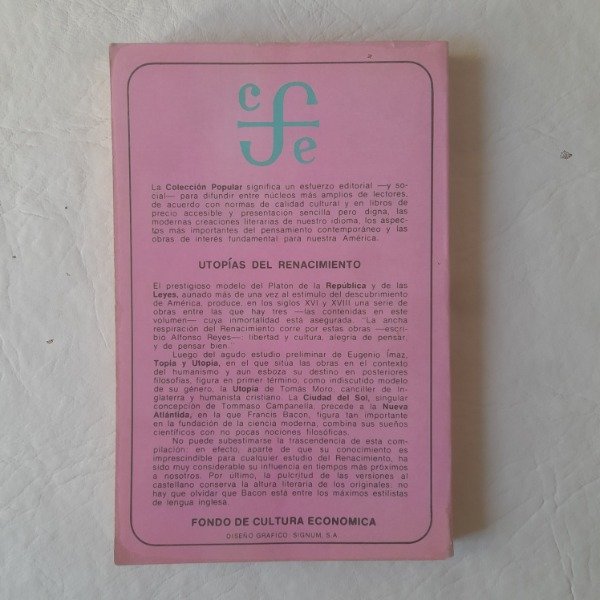 c f e
La Colección Popular significa un esfuerzo editorial —y so-
cial— para difundir entre núcleos más amplios de lectores,
de acuerdo con normas de calidad cultural y en libros de
precio accesible y presentación sencilla pero digna, las
modernas creaciones literarias de nuestro idioma, los aspec-
tos más importantes del pensamiento contemporáneo y las
obras de interés fundamental para nuestra América.
UTOPÍAS DEL RENACIMIENTO
El prestigioso modelo del Platón de la República y de las
Leyes, aunado más de una vez al estímulo del descubrimiento
de América, produce, en los siglos XVI y XVIII una serie de
obras entre las que hay tres —las contenidas en este
volumen— cuya inmortalidad está asegurada. "La ancha
respiración del Renacimiento corre por estas obras —escri-
bió Alfonso Reyes—: libertad y cultura, alegría de pensar,
y de pensar bien."
Luego del agudo estudio preliminar de Eugenio Ímaz,
Topía y Utopía, en el que sitúa las obras en el contexto
del humanismo y aun esboza su destino en posteriores
filosofías, figura en primer término, como indiscutido modelo
de su género, la Utopía de Tomás Moro, canciller de In-
glaterra y humanista cristiano. La Ciudad del Sol, singular
concepción de Tommaso Campanella, precede a la Nueva
Atlántida, en la que Francis Bacon, figura tan importante
en la fundación de la ciencia moderna, combina sus sueños
científicos con no pocas nociones filosóficas.
No puede subestimarse la trascendencia de esta com-
pilación: en efecto, aparte de que su conocimiento es
imprescindible para cualquier estudio del Renacimiento, ha
sido muy considerable su influencia en tiempos más próximos
a nosotros. Por último, la pulcritud de las versiones al
castellano conserva la altura literaria de los originales: no
hay que olvidar que Bacon está entre los máximos estilistas
de lengua inglesa.
FONDO DE CULTURA ECONOMICA
DISEÑO GRAFICO: SIGNUM, S.A.